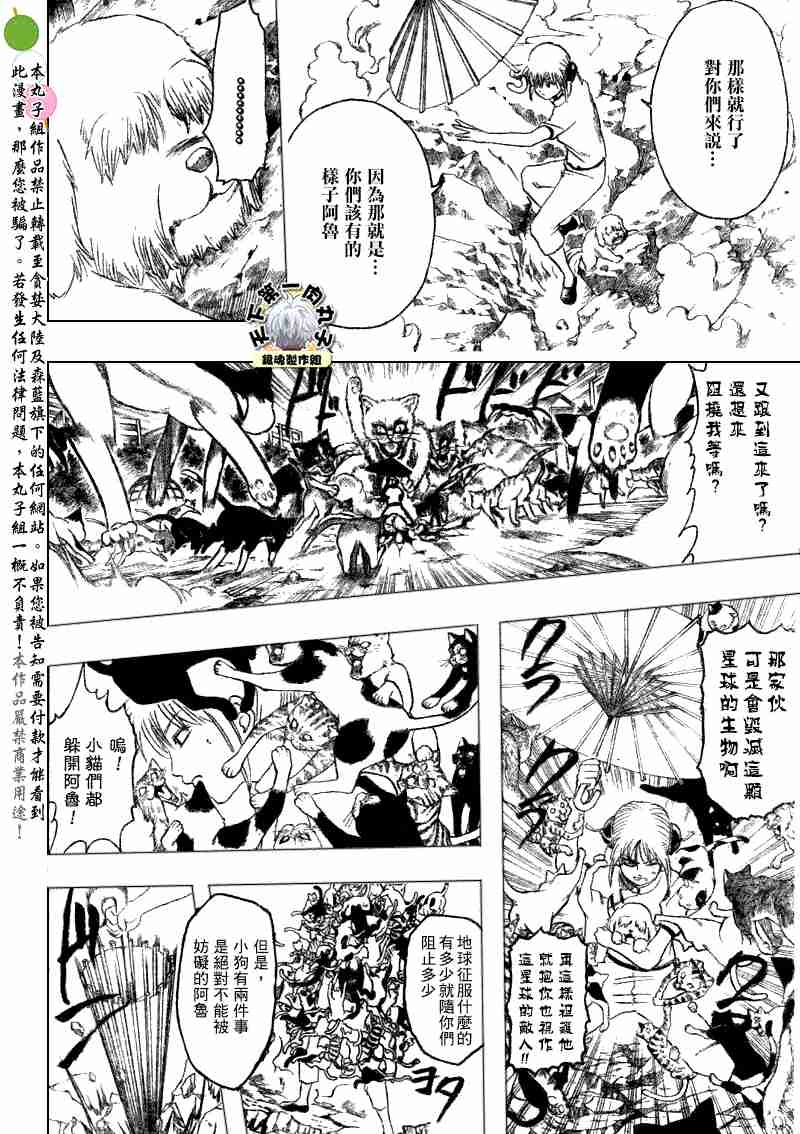 那樣就行了
對你們來說…
因為那就是…
你們該有的
樣子阿魯
………
天下第一肉丸子
銀魂製作組
又跟到這來了嗎?
還想來
阻撓我等嗎?
那家伙
可是會毀滅這顆
星球的生物啊
再這樣袒護他
就把你也視作
這星球的敵人!!
嗚!
小貓們都
躲開阿魯!
地球征服什麼的
有多少就隨你們
阻止多少
但是,
小狗有兩件事
是絕對不能被
妨礙的阿魯
本丸子組作品禁止轉載至貪婪大陸及森藍旗下的任何網站。如果您被告知需要付款才能看到
此漫畫,那麼您被騙了。若發生任何法律問題,本丸子組一概不負責!本作品嚴禁商業用途!